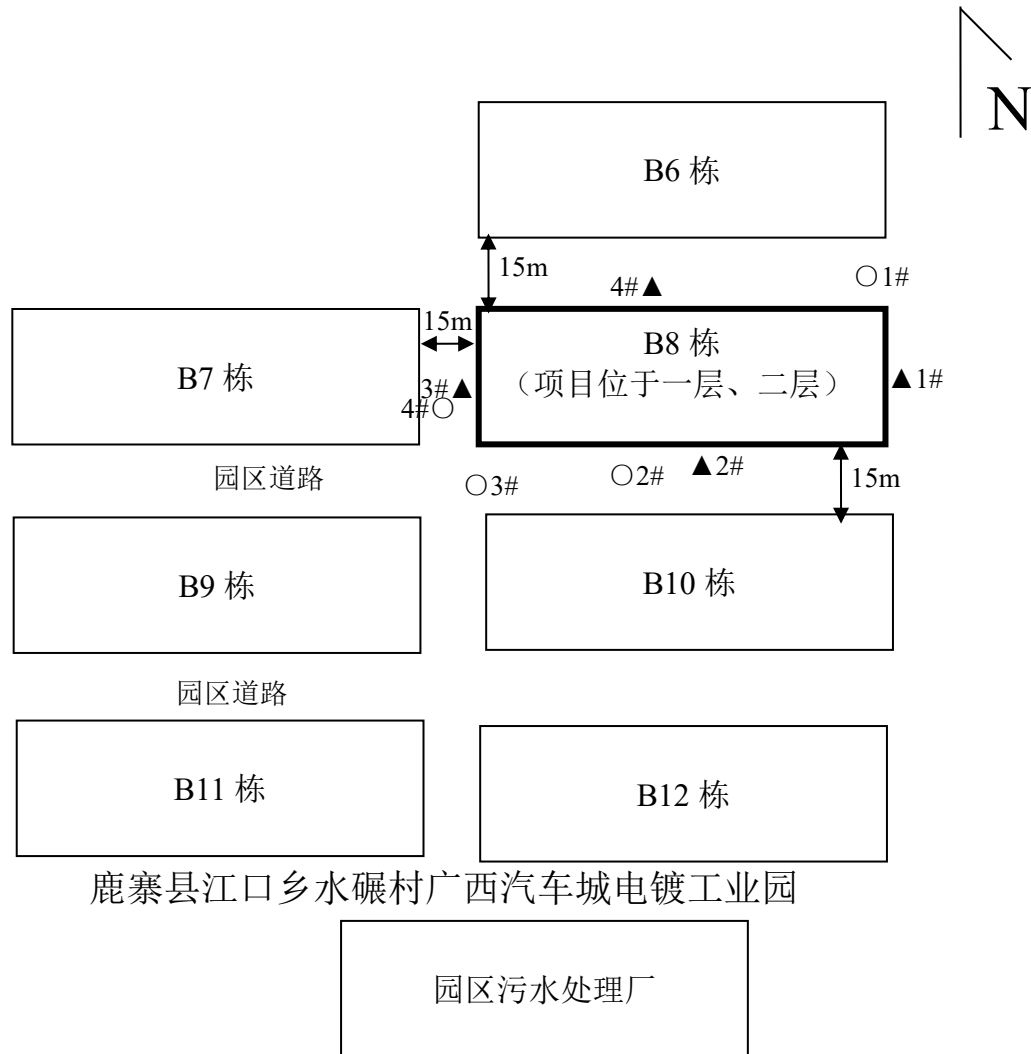 N
B6 栋
15m
4#▲
○1#
15m
B7 栋
B8 栋
（项目位于一层、二层）
3#▲
▲1#
4#○
园区道路
○3#
○2#
▲2#
15m
B9 栋
B10 栋
园区道路
B11 栋
B12 栋
鹿寨县江口乡水碾村广西汽车城电镀工业园
园区污水处理厂